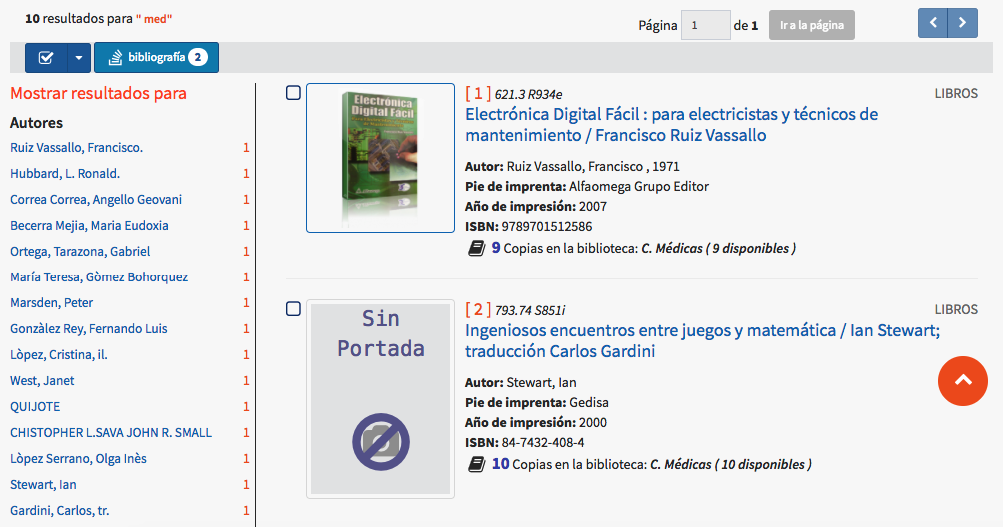 10 resultados para " med"
Página 1 de 1 Ir a la página
bibliografía 2
Mostrar resultados para
Autores
Ruiz Vassallo, Francisco. 1
Hubbard, L. Ronald. 1
Correa Correa, Angello Geovani 1
Becerra Mejia, Maria Eudoxia 1
Ortega, Tarazona, Gabriel 1
María Teresa, Gòmez Bohorquez 1
Marsden, Peter 1
Gonzàlez Rey, Fernando Luis 1
Lòpez, Cristina, il. 1
West, Janet 1
QUIJOTE 1
CHISTOPHER L.SAVA JOHN R. SMALL 1
Lòpez Serrano, Olga Inès 1
Stewart, Ian 1
Gardini, Carlos, tr. 1
Electrónica
Digital Fácil
[ 1 ] 621.3 R934e
LIBROS
Electrónica Digital Fácil : para electricistas y técnicos de
mantenimiento / Francisco Ruiz Vassallo
Autor: Ruiz Vassallo, Francisco , 1971
Pie de imprenta: Alfaomega Grupo Editor
Año de impresión: 2007
ISBN: 9789701512586
9 Copias en la biblioteca: C. Médicas ( 9 disponibles )
Sin
Portada
[ 2 ] 793.74 S851i
LIBROS
Ingeniosos encuentros entre juegos y matemática / Ian Stewart;
traducción Carlos Gardini
Autor: Stewart, Ian
Pie de imprenta: Gedisa
Año de impresión: 2000
ISBN: 84-7432-408-4
10 Copias en la biblioteca: C. Médicas ( 10 disponibles )